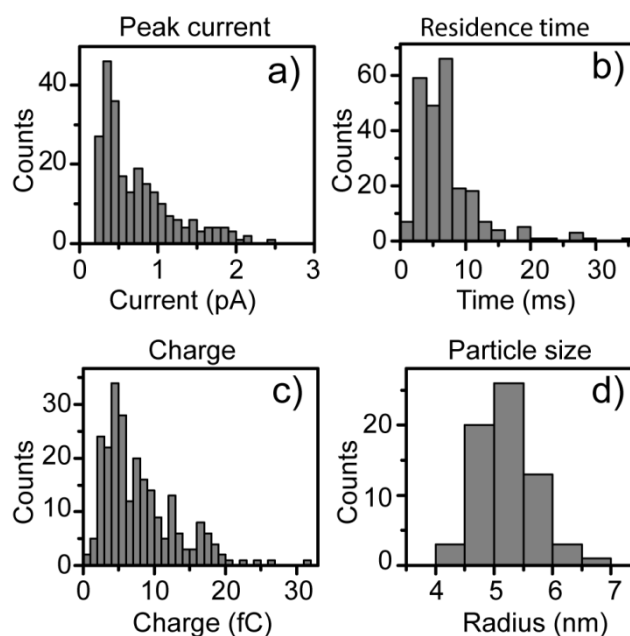 Peak current
a)
Counts
40
20
0
0 1 2 3
Current (pA)
Residence time
b)
Counts
60
40
20
0
0 10 20 30
Time (ms)
Charge
c)
Counts
30
20
10
0
0 10 20 30
Charge (fC)
Particle size
d)
Counts
20
10
0
4 5 6 7
Radius (nm)